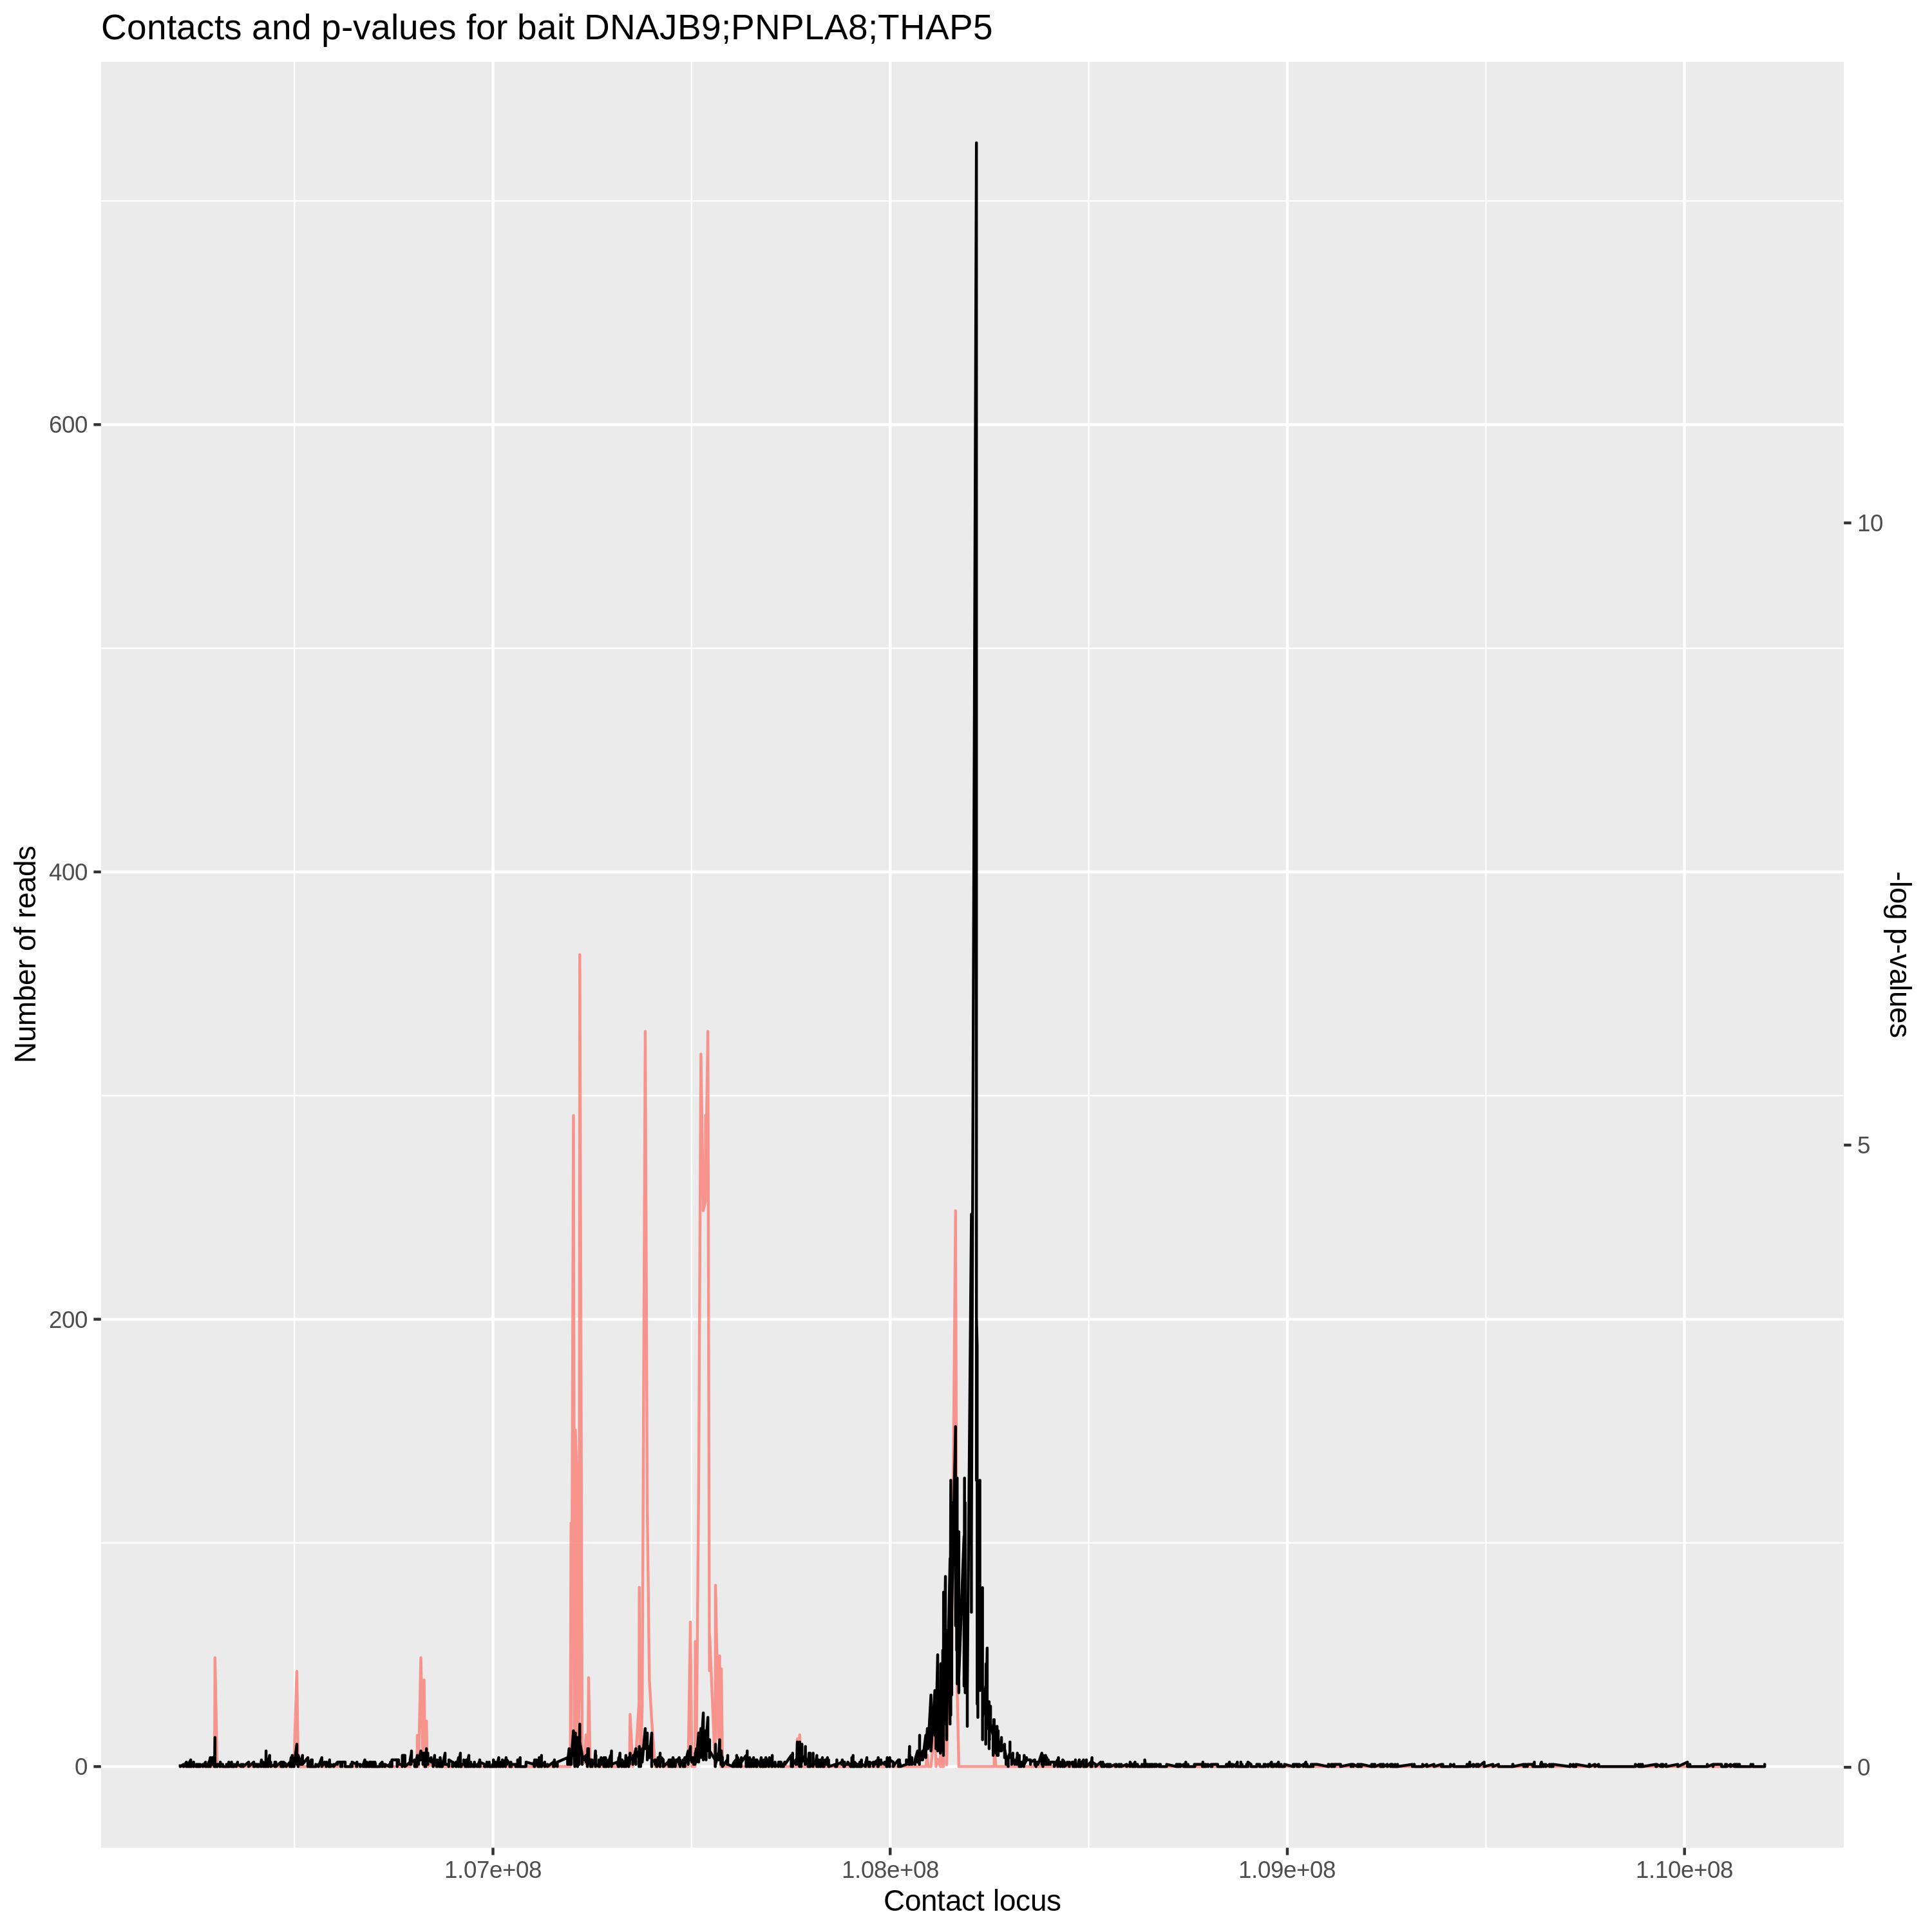 Contacts and p-values for bait DNAJB9;PNPLA8;THAP5
Number of reads
600
400
200
0
10
5
0
-log p-values
1.07e+08 1.08e+08 1.09e+08 1.10e+08
Contact locus